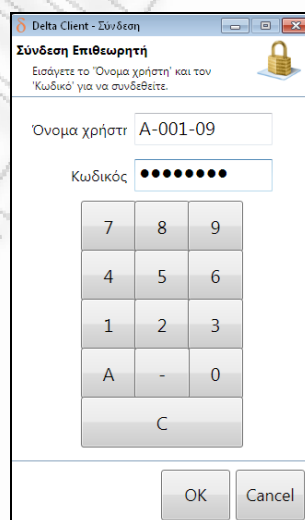 δ Delta Client - Σύνδεση
Σύνδεση Επιθεωρητή
Εισάγετε το 'Όνομα χρήστη' και τον
'Κωδικό' για να συνδεθείτε.
Όνομα χρήστr A-001-09
Κωδικός ●●●●●●●●
7 8 9
4 5 6
1 2 3
A - 0
C
OK Cancel